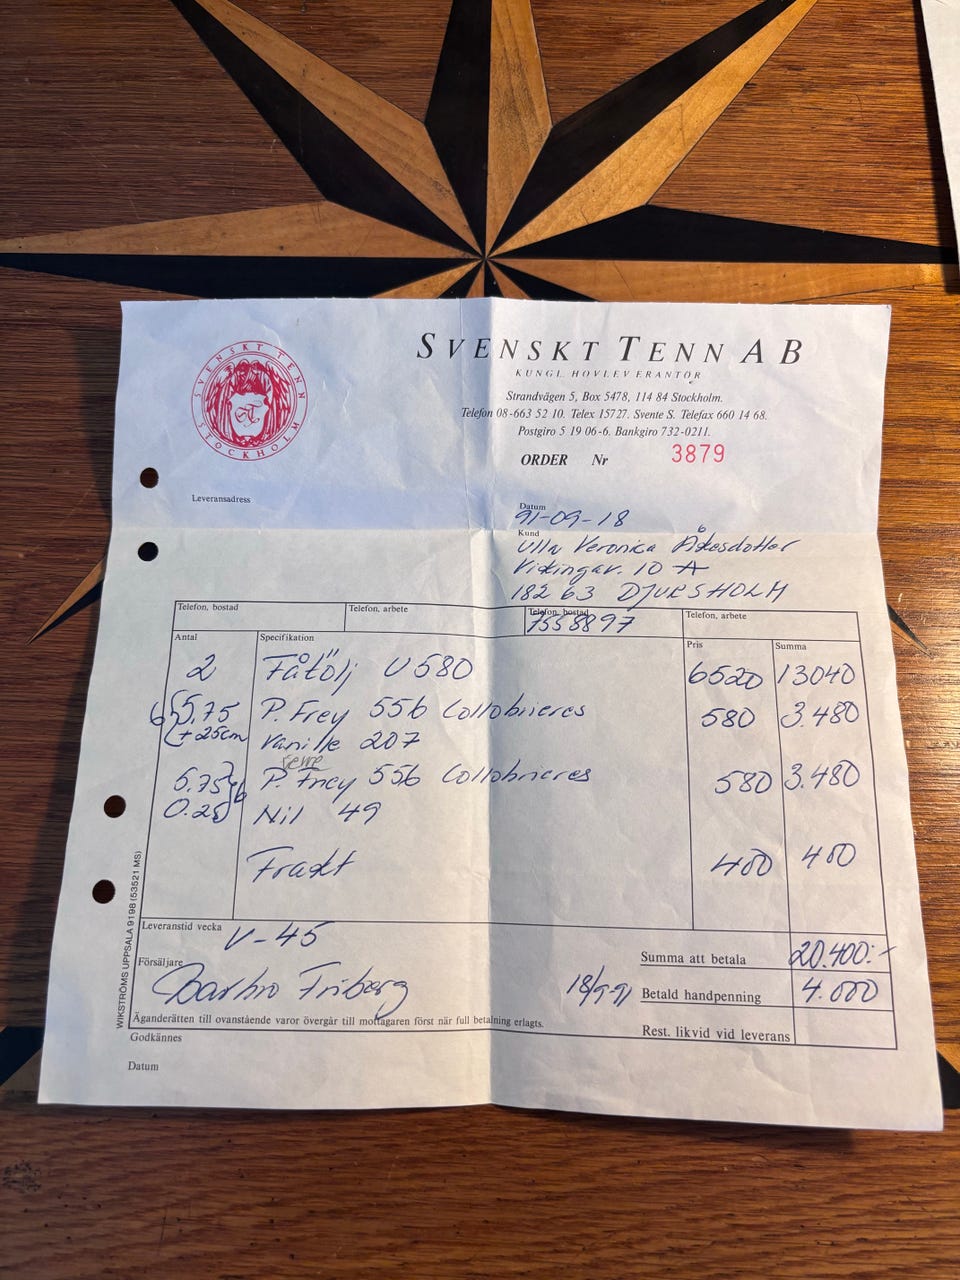 SVENSKT TENN
STOCKHOLM
SVENSKT TENN AB
KUNGL. HOVLEVERANTÖR
Strandvägen 5, Box 5478, 114 84 Stockholm.
Telefon 08-663 52 10. Telex 15727. Svente S. Telefax 660 14 68.
Postgiro 5 19 06-6. Bankgiro 732-0211.
ORDER Nr 3879
Leveransadress
Datum
91-09-18
Kund
Ulla Veronica Åkesdotter
Vikingav. 10 A
182 63 DJURSHOLM
Telefon, bostad Telefon, arbete Telefon, bostad Telefon, arbete
7558897
Antal Specifikation Pris Summa
2 Fåtölj U 580 6520 13040
6 5.75 P. Frey 556 Collobrieres 580 3.480
+ 25cm Vanille 207
5.75 6 P. Frey 556 Collobrieres 580 3.480
0.25 Nil 49
Frakt 400 400
Leveranstid vecka
V-45
Summa att betala 20.400:-
Försäljare
Barbro Friberg 18/9-91
Betald handpenning 4.000
Äganderätten till ovanstående varor övergår till mottagaren först när full betalning erlagts.
Rest. likvid vid leverans
Godkännes
Datum
WIKSTRÖMS UPPSALA 9198 (53521 MS)